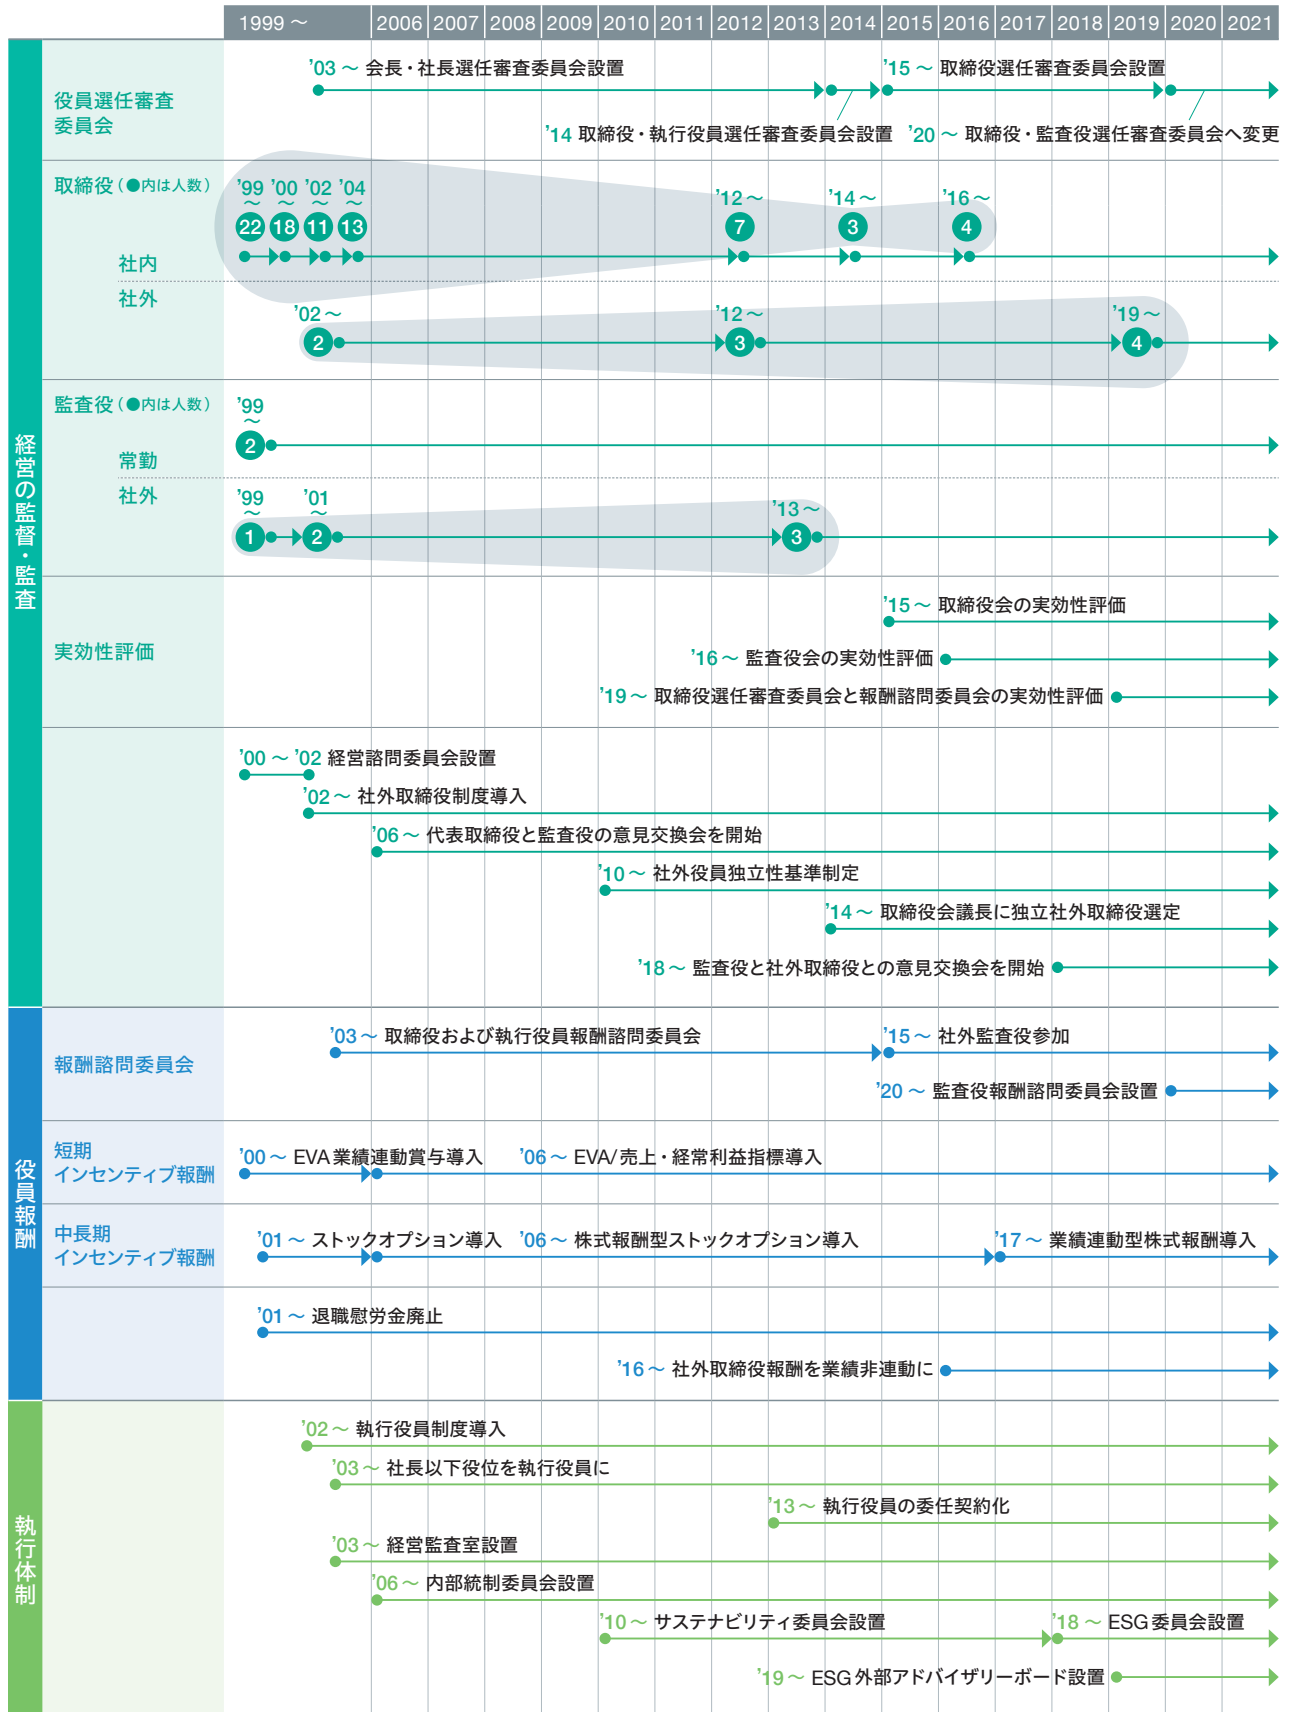 1999 ～ 2006 2007 2008 2009 2010 2011 2012 2013 2014 2015 2016 2017 2018 2019 2020 2021
経営の監督・監査
役員選任審査
委員会
’03 ～ 会長・社長選任審査委員会設置
’15 ～ 取締役選任審査委員会設置
’14 取締役・執行役員選任審査委員会設置
’20 ～ 取締役・監査役選任審査委員会へ変更
取締役（●内は人数）
社内
’99 ～ ’00 ～ ’02 ～ ’04 ～ ’12 ～ ’14 ～ ’16 ～
22 18 11 13 7 3 4
社外
’02 ～ ’12 ～ ’19 ～
2 3 4
監査役（●内は人数）
常勤
’99 ～
2
社外
’99 ～ ’01 ～ ’13 ～
1 2 3
実効性評価
’15 ～ 取締役会の実効性評価
’16 ～ 監査役会の実効性評価
’19 ～ 取締役選任審査委員会と報酬諮問委員会の実効性評価
’00 ～ ’02 経営諮問委員会設置
’02 ～ 社外取締役制度導入
’06 ～ 代表取締役と監査役の意見交換会を開始
’10 ～ 社外役員独立性基準制定
’14 ～ 取締役会議長に独立社外取締役選定
’18 ～ 監査役と社外取締役との意見交換会を開始
役員報酬
報酬諮問委員会
’03 ～ 取締役および執行役員報酬諮問委員会
’15 ～ 社外監査役参加
’20 ～ 監査役報酬諮問委員会設置
短期
インセンティブ報酬
’00 ～ EVA業績連動賞与導入
’06 ～ EVA/売上・経常利益指標導入
中長期
インセンティブ報酬
’01 ～ ストックオプション導入
’06 ～ 株式報酬型ストックオプション導入
’17 ～ 業績連動型株式報酬導入
’01 ～ 退職慰労金廃止
’16 ～ 社外取締役報酬を業績非連動に
執行体制
’02 ～ 執行役員制度導入
’03 ～ 社長以下役位を執行役員に
’13 ～ 執行役員の委任契約化
’03 ～ 経営監査室設置
’06 ～ 内部統制委員会設置
’10 ～ サステナビリティ委員会設置
’18 ～ ESG委員会設置
’19 ～ ESG外部アドバイザリーボード設置